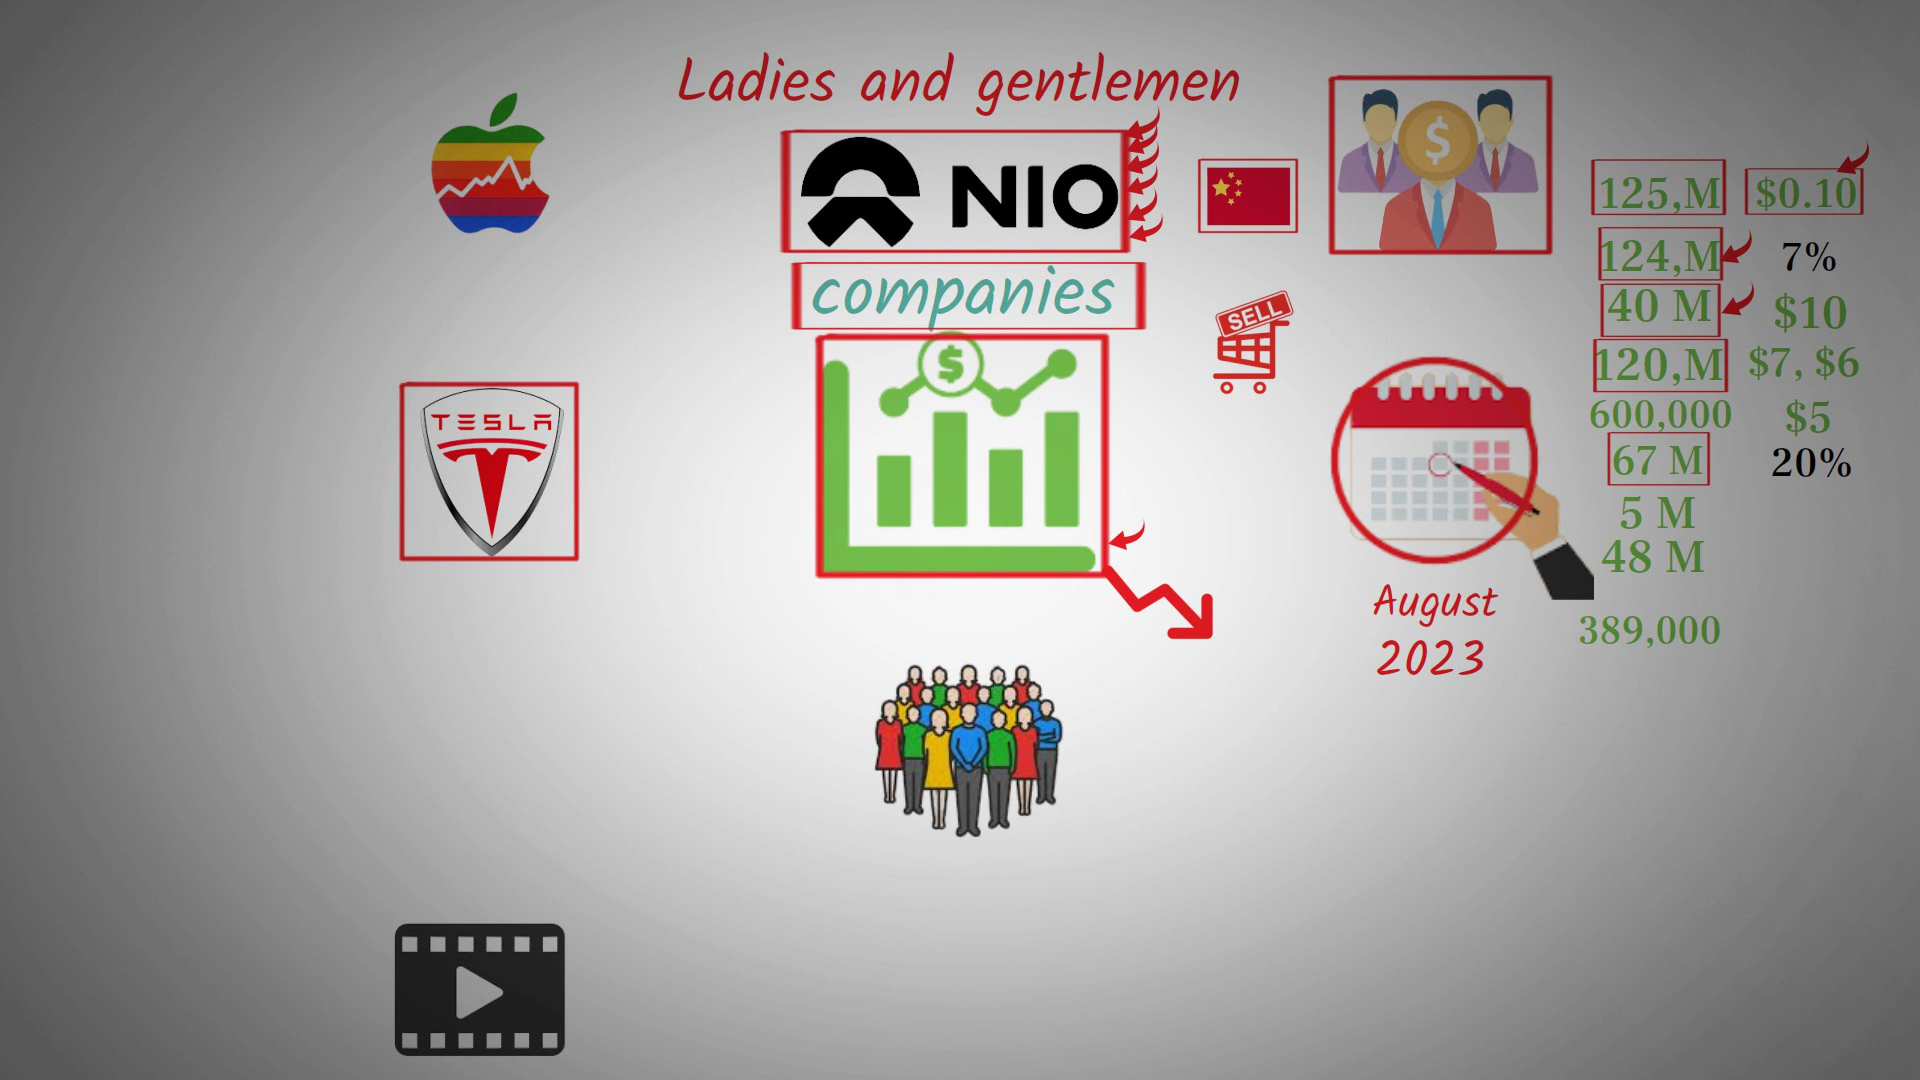 Ladies and gentlemen
NIO
companies
SELL
TESLA
August
2023
125,M $0.10
124,M 7%
40 M $10
120,M $7, $6
600,000 $5
67 M 20%
5 M
48 M
389,000
$
$